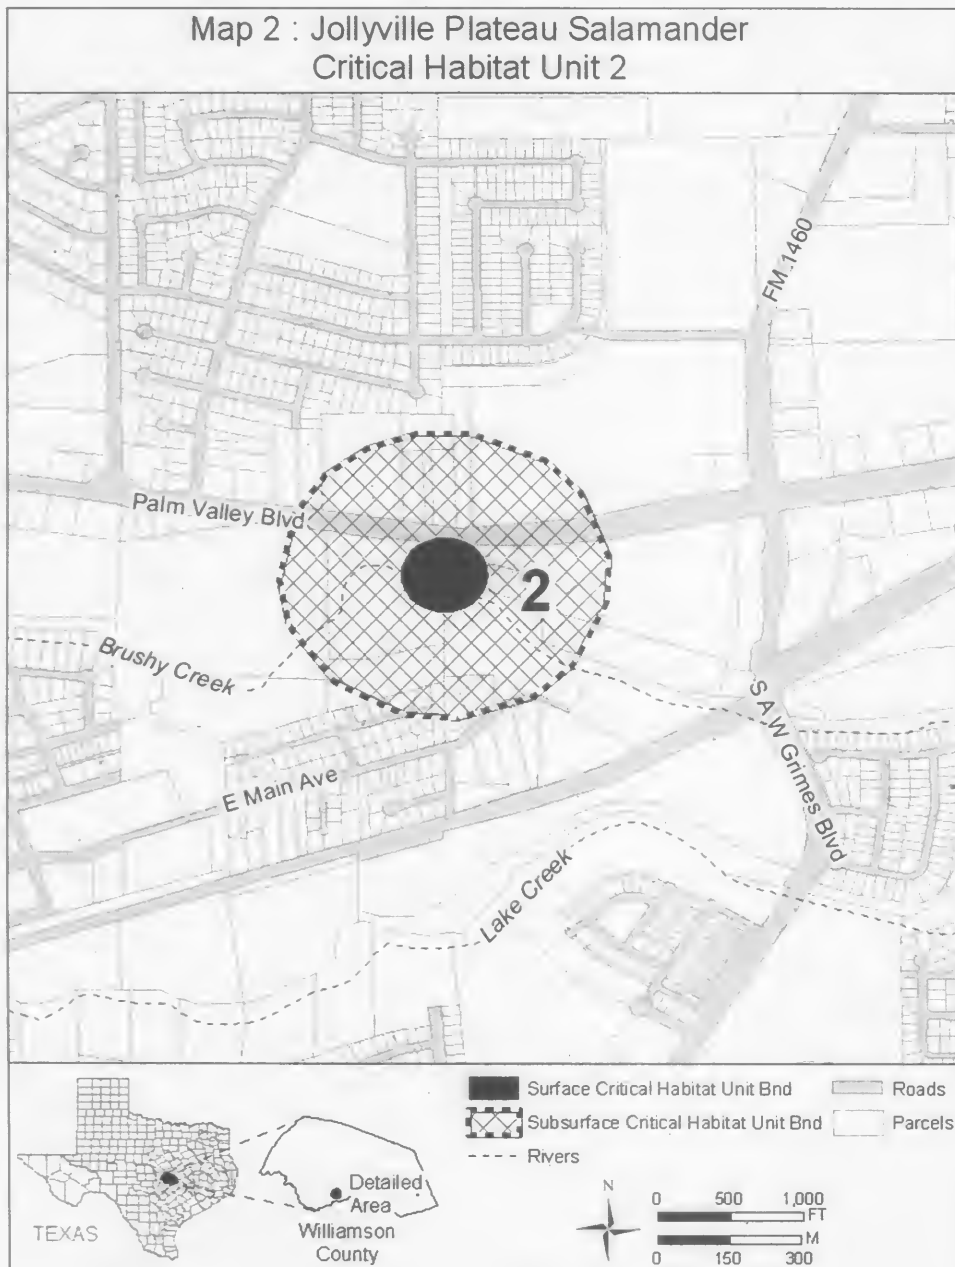 Map 2 : Jollyville Plateau Salamander
Critical Habitat Unit 2
FM 1460
Palm Valley Blvd
2
Brushy Creek
S A W Grimes Blvd
E Main Ave
Lake Creek
Surface Critical Habitat Unit Bnd
Roads
Subsurface Critical Habitat Unit Bnd
Parcels
Rivers
TEXAS
Detailed
Area
Williamson
County
N
0 500 1,000
FT
M
0 150 300